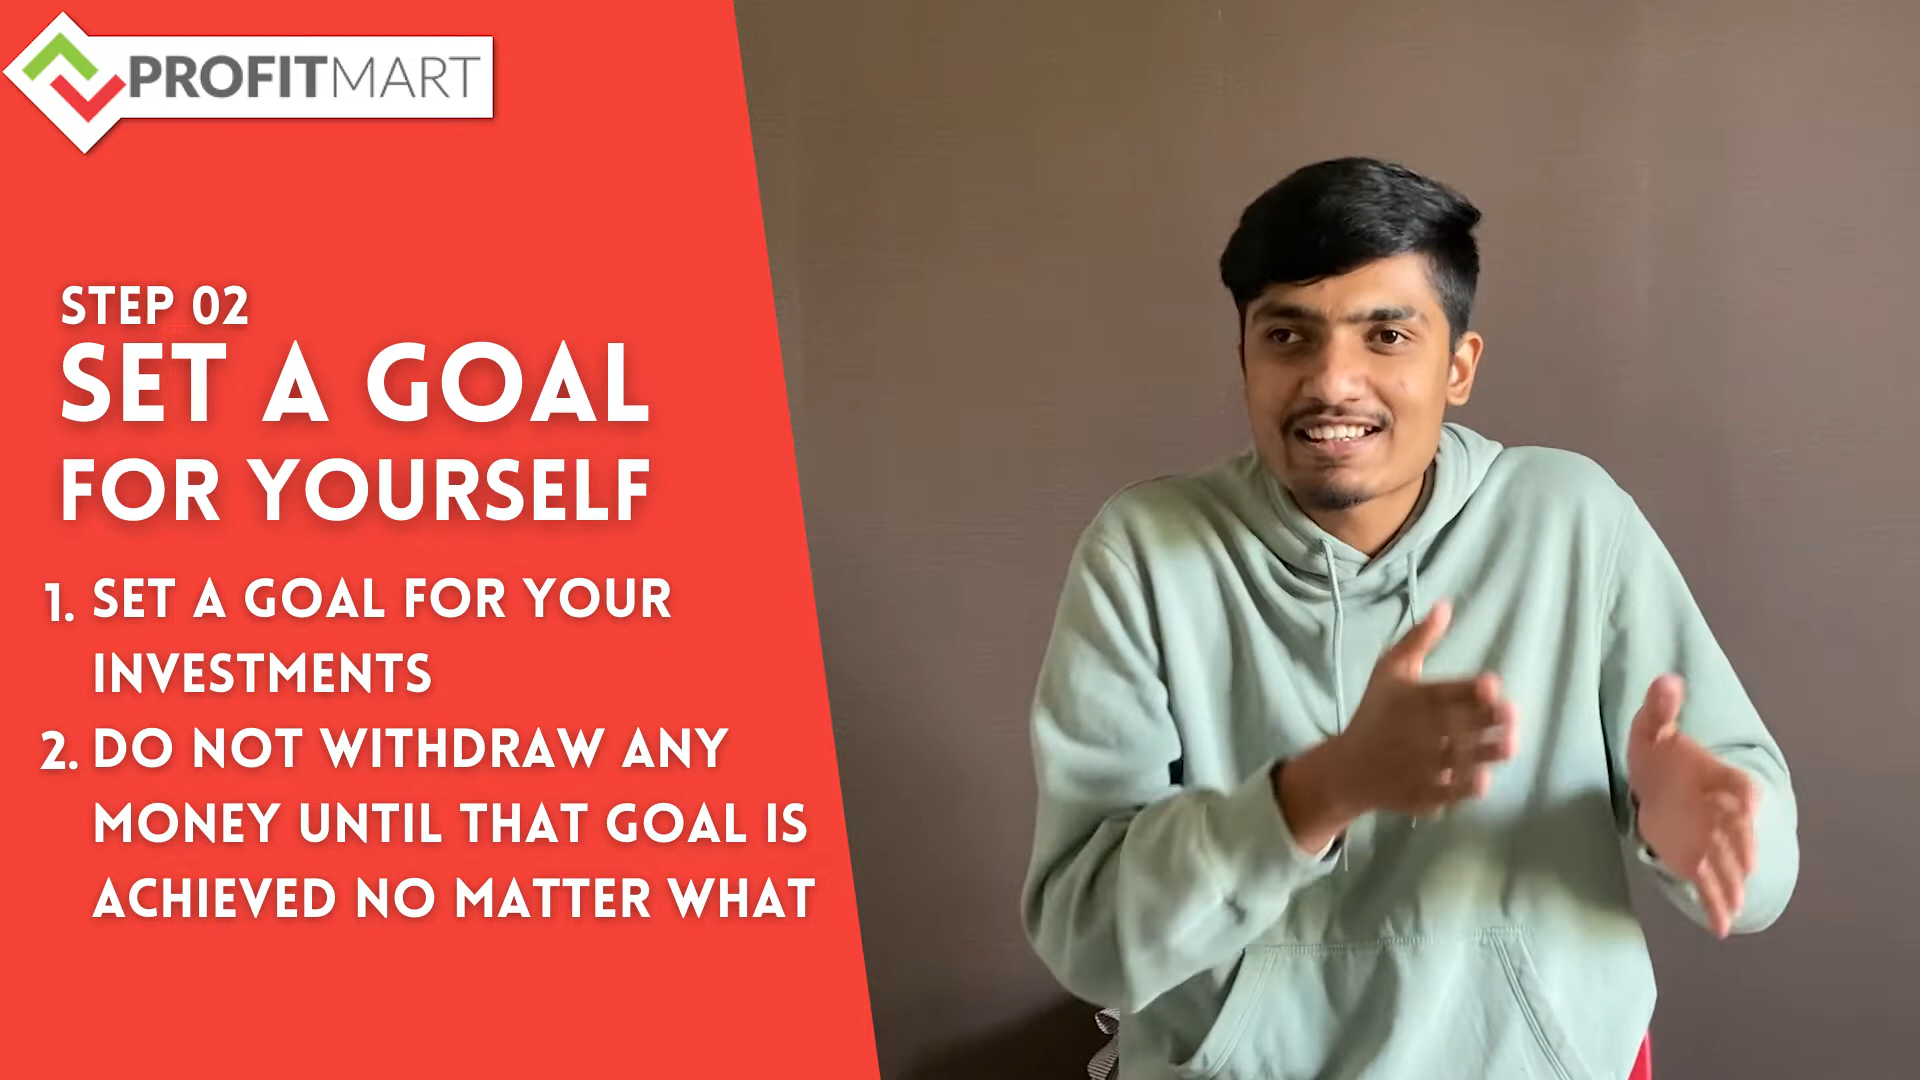 PROFITMART
STEP 02
SET A GOAL
FOR YOURSELF
1. SET A GOAL FOR YOUR
INVESTMENTS
2. DO NOT WITHDRAW ANY
MONEY UNTIL THAT GOAL IS
ACHIEVED NO MATTER WHAT